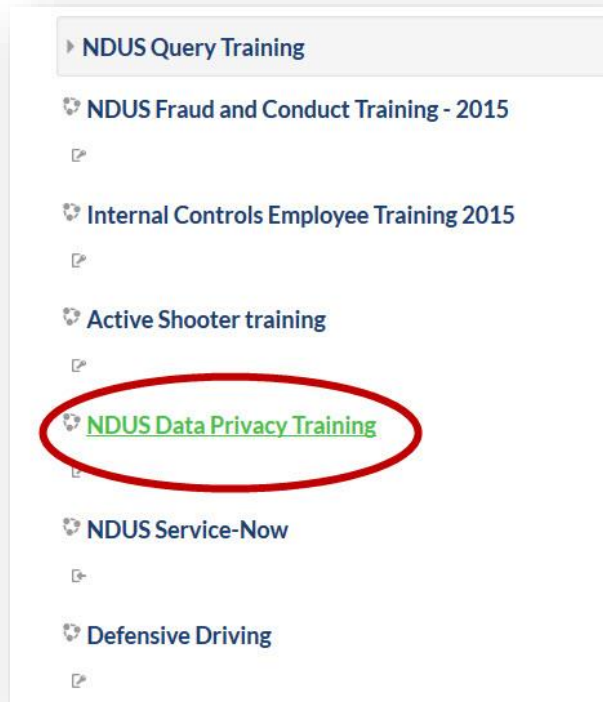 NDUS Query Training
NDUS Fraud and Conduct Training - 2015
Internal Controls Employee Training 2015
Active Shooter training
NDUS Data Privacy Training
NDUS Service-Now
Defensive Driving